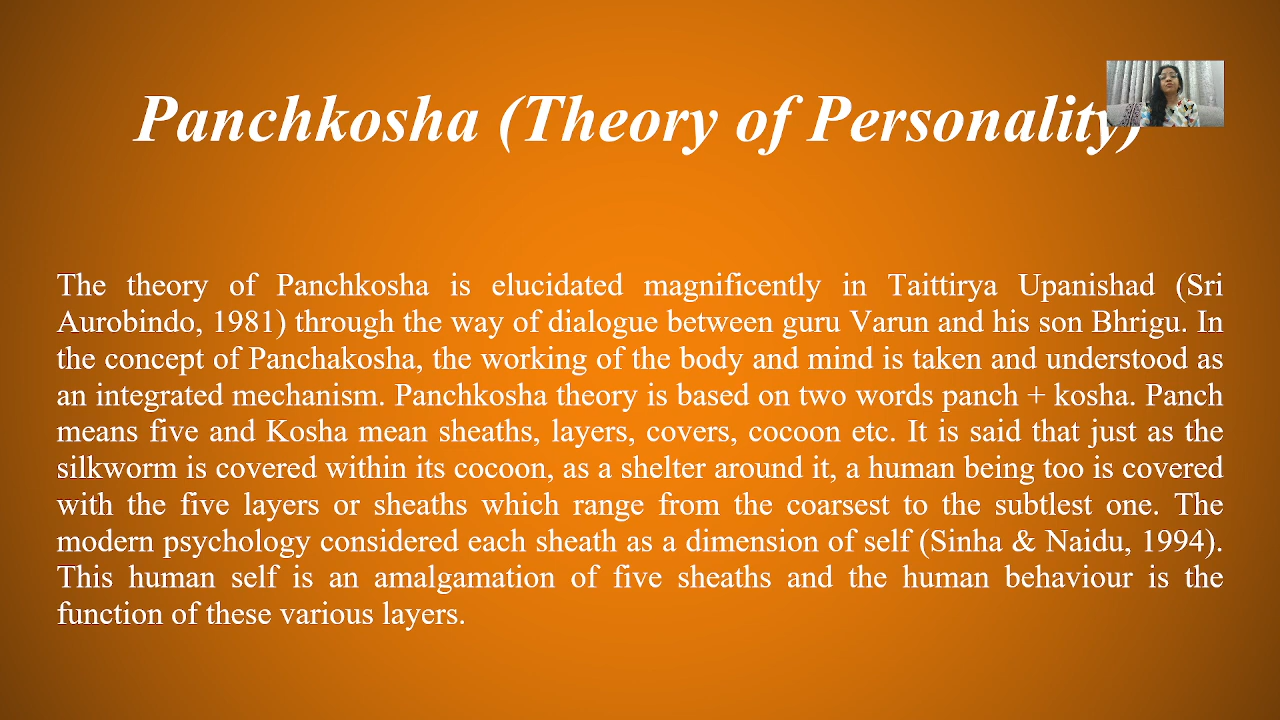 Panchkosha (Theory of Personality)
The theory of Panchkosha is elucidated magnificently in Taittirya Upanishad (Sri
Aurobindo, 1981) through the way of dialogue between guru Varun and his son Bhrigu. In
the concept of Panchakosha, the working of the body and mind is taken and understood as
an integrated mechanism. Panchkosha theory is based on two words panch + kosha. Panch
means five and Kosha mean sheaths, layers, covers, cocoon etc. It is said that just as the
silkworm is covered within its cocoon, as a shelter around it, a human being too is covered
with the five layers or sheaths which range from the coarsest to the subtlest one. The
modern psychology considered each sheath as a dimension of self (Sinha & Naidu, 1994).
This human self is an amalgamation of five sheaths and the human behaviour is the
function of these various layers.